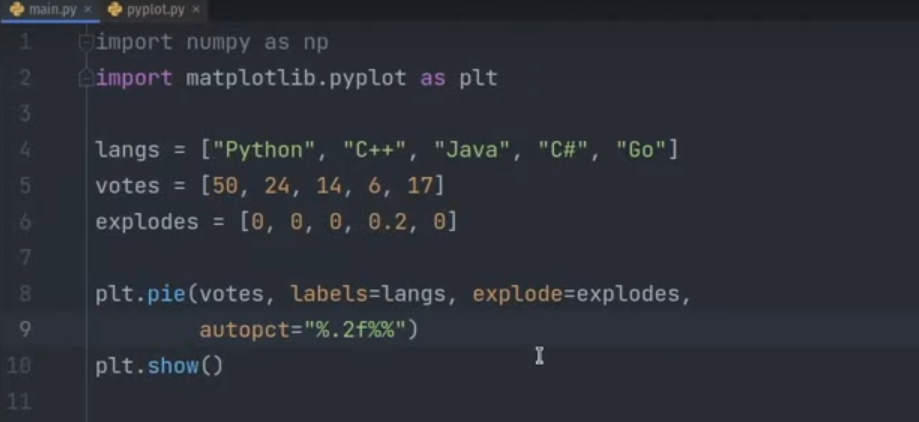 main.py × pyplot.py ×
1 import numpy as np
2 import matplotlib.pyplot as plt
3
4 langs = ["Python", "C++", "Java", "C#", "Go"]
5 votes = [50, 24, 14, 6, 17]
6 explodes = [0, 0, 0, 0.2, 0]
7
8 plt.pie(votes, labels=langs, explode=explodes,
9         autopct="%.2f%%")
10 plt.show()
11